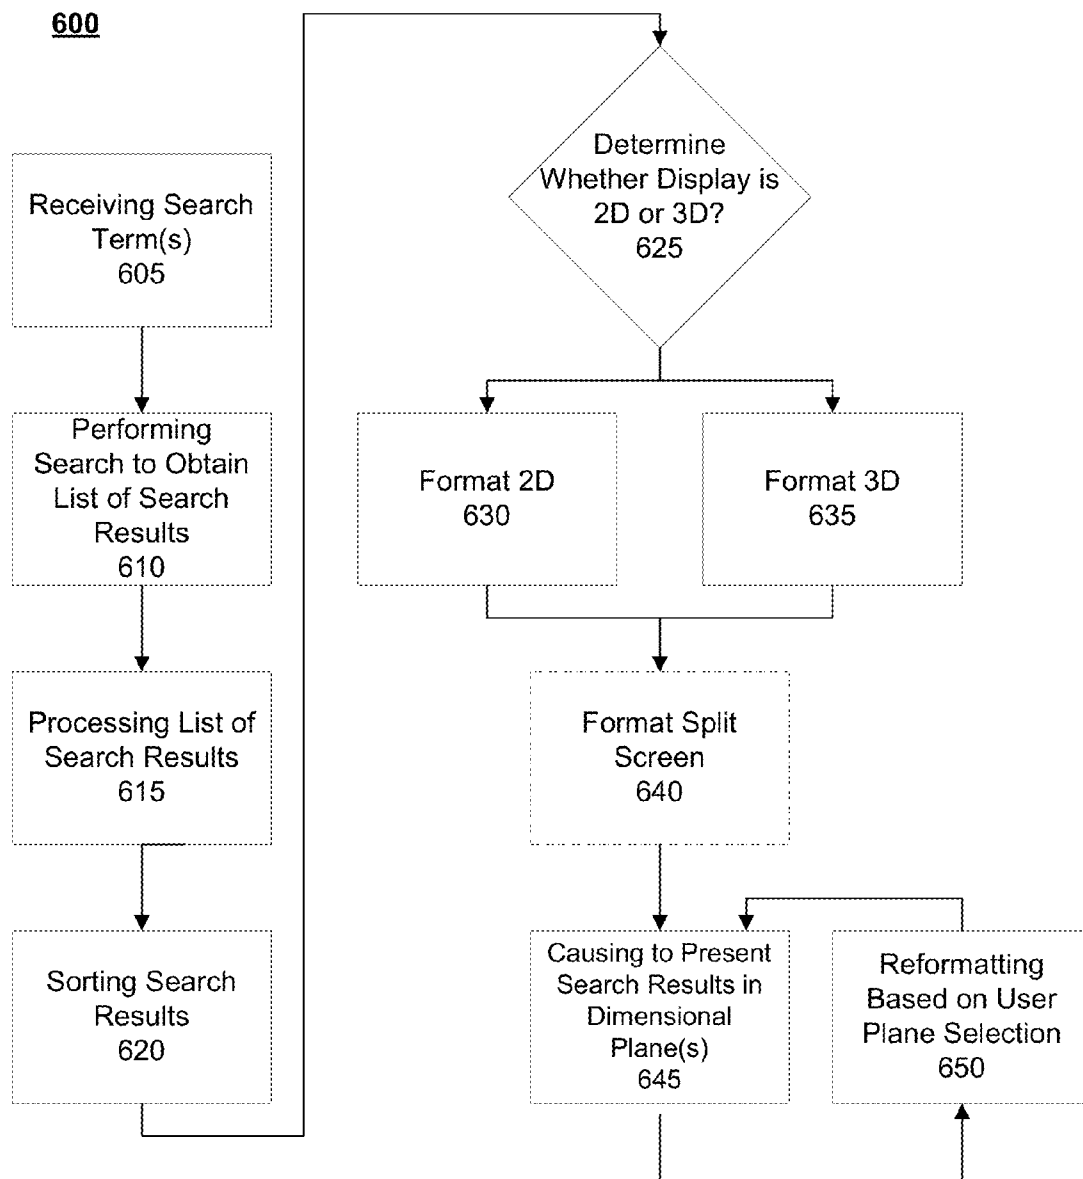 600
Receiving Search
Term(s)
605
Performing
Search to Obtain
List of Search
Results
610
Processing List of
Search Results
615
Sorting Search
Results
620
Determine
Whether Display is
2D or 3D?
625
Format 2D
630
Format 3D
635
Format Split
Screen
640
Causing to Present
Search Results in
Dimensional
Plane(s)
645
Reformatting
Based on User
Plane Selection
650